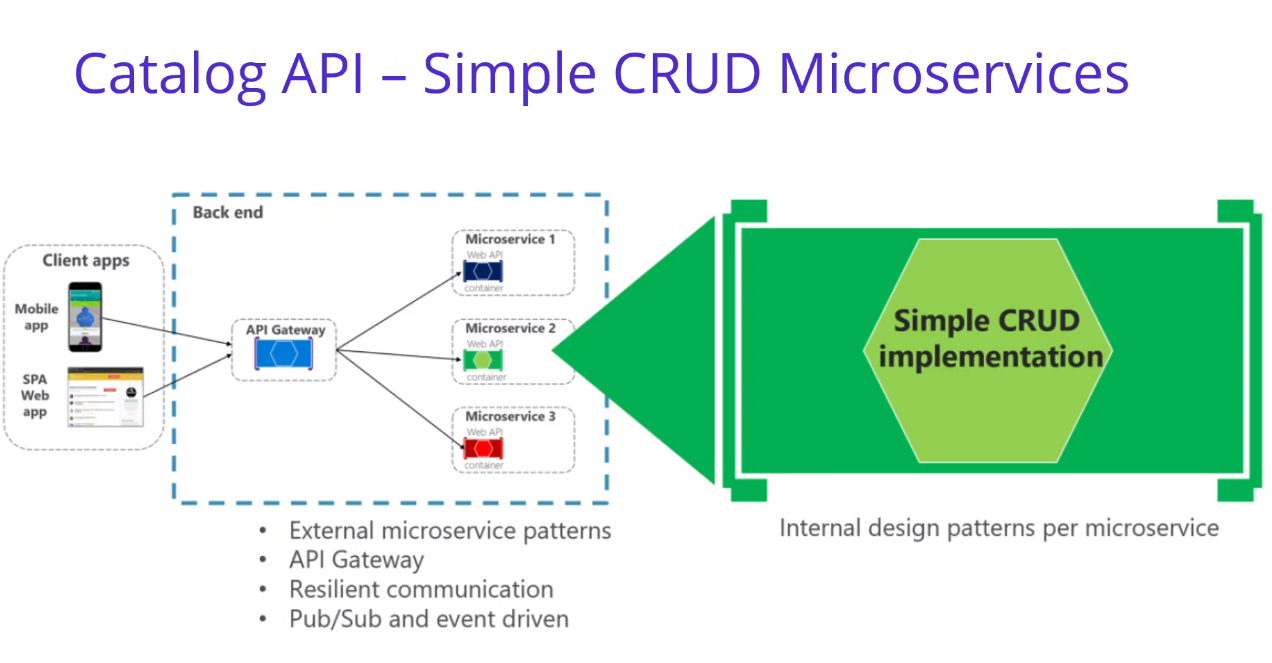 Catalog API – Simple CRUD Microservices
Back end
Client apps
Mobile
app
SPA
Web
app
API Gateway
Microservice 1
Web API
container
Microservice 2
Web API
container
Microservice 3
Web API
container
Simple CRUD
implementation
• External microservice patterns
• API Gateway
• Resilient communication
• Pub/Sub and event driven
Internal design patterns per microservice